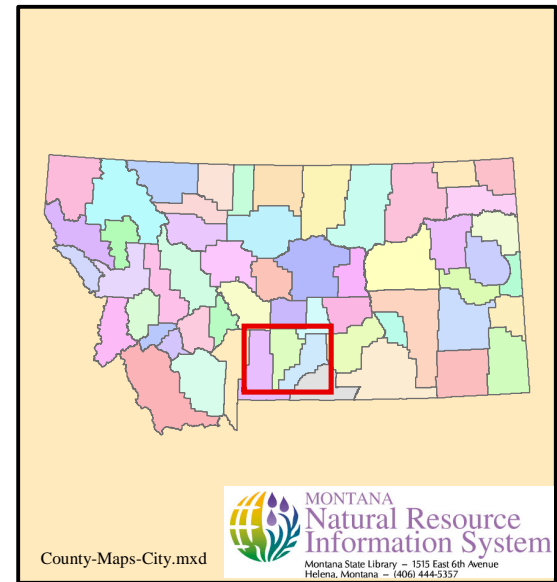 MONTANA
Natural Resource
Information System
Montana State Library – 1515 East 6th Avenue
Helena, Montana – (406) 444-5357
County-Maps-City.mxd